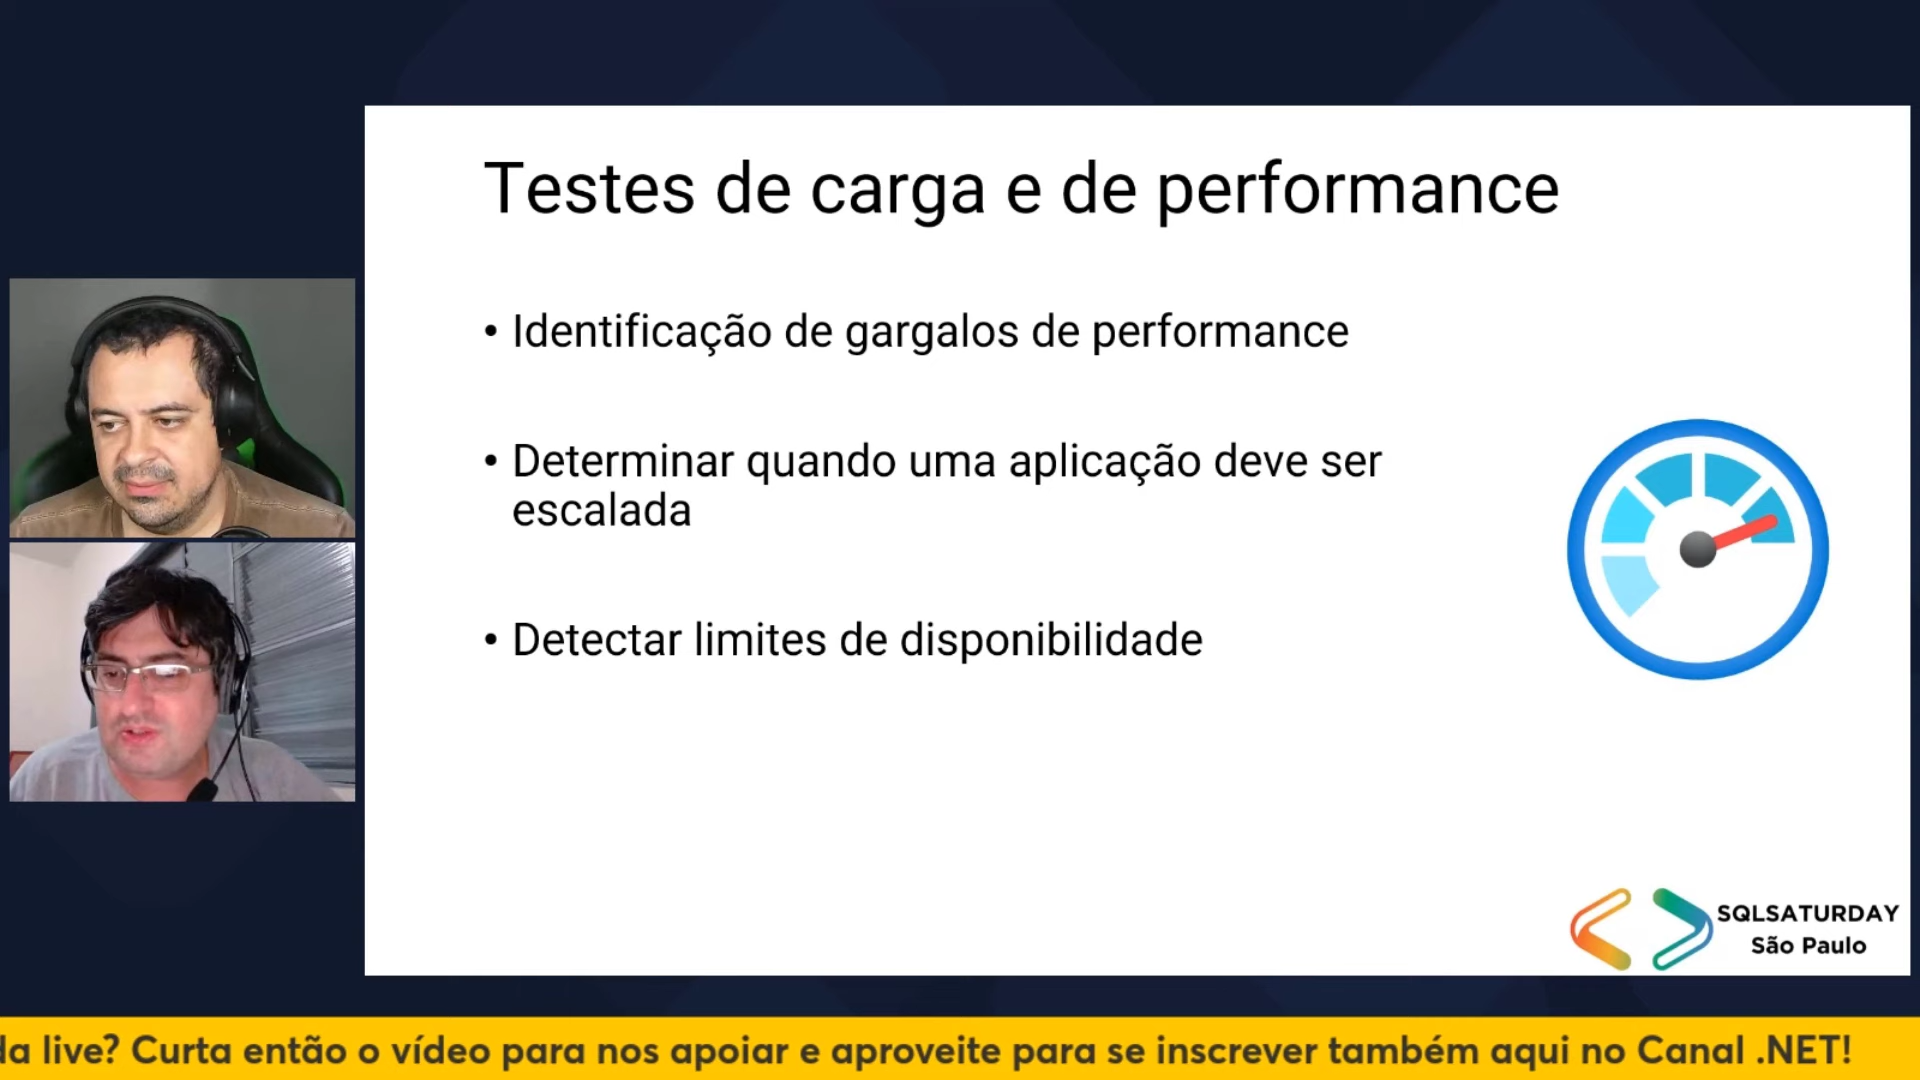 Testes de carga e de performance
• Identificação de gargalos de performance
• Determinar quando uma aplicação deve ser
escalada
• Detectar limites de disponibilidade
SQLSATURDAY
São Paulo
live? Curta então o vídeo para nos apoiar e aproveite para se inscrever também aqui no Canal .NET!